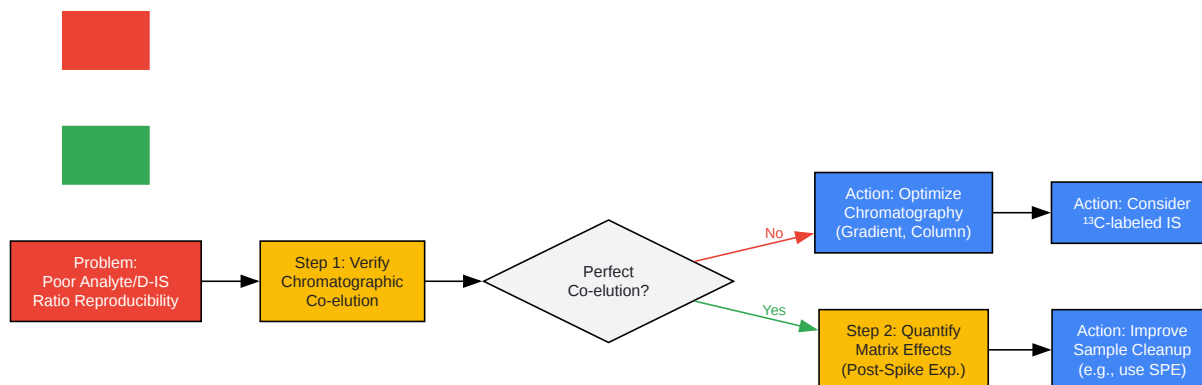 Problem:
Poor Analyte/D-IS
Ratio Reproducibility
Step 1: Verify
Chromatographic
Co-elution
Perfect
Co-elution?
No
Yes
Action: Optimize
Chromatography
(Gradient, Column)
Action: Consider
¹³C-labeled IS
Step 2: Quantify
Matrix Effects
(Post-Spike Exp.)
Action: Improve
Sample Cleanup
(e.g., use SPE)